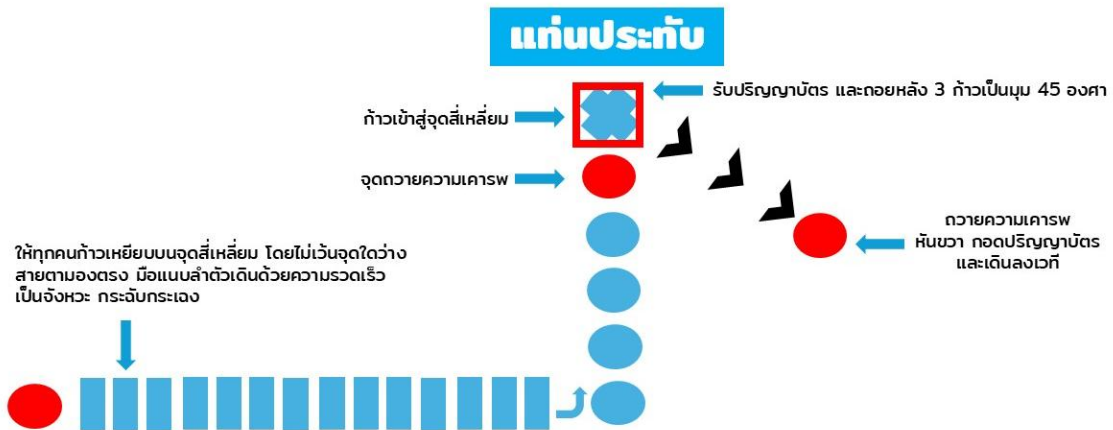 แท่นประทับ
รับปริญญาบัตร และถอยหลัง 3 ก้าวเป็นมุม 45 องศา
ก้าวเข้าสู่จุดสี่เหลี่ยม
จุดถวายความเคารพ
ถวายความเคารพ
หันขวา กอดปริญญาบัตร
และเดินลงเวที
ให้ทุกคนก้าวเหยียบบนจุดสี่เหลี่ยม โดยไม่เว้นจุดใดว่าง
สายตามองตรง มือแนบลำตัวเดินด้วยความรวดเร็ว
เป็นจังหวะ กระฉับกระเฉง